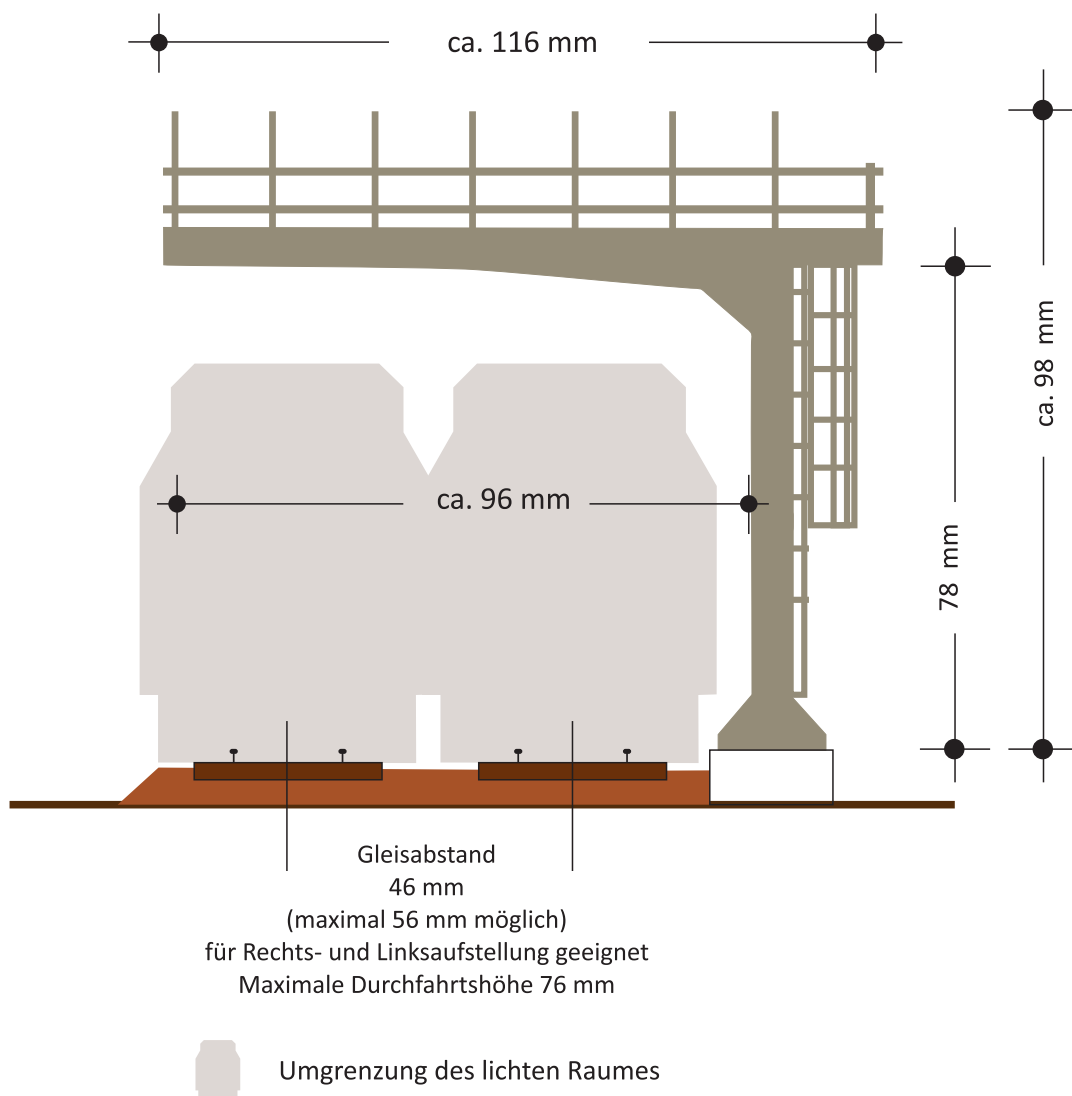 ca. 116 mm
ca. 98 mm
ca. 96 mm
78 mm
Gleisabstand
46 mm
(maximal 56 mm möglich)
für Rechts- und Linksaufstellung geeignet
Maximale Durchfahrtshöhe 76 mm
Umgrenzung des lichten Raumes